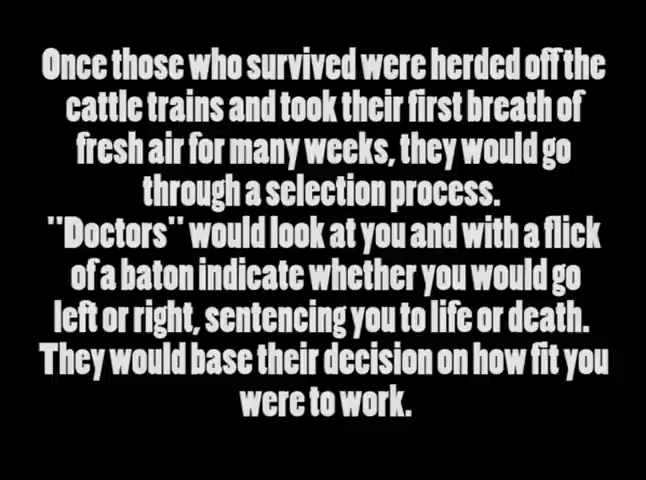 Once those who survived were herded off the
cattle trains and took their first breath of
fresh air for many weeks, they would go
through a selection process.
"Doctors" would look at you and with a flick
of a baton indicate whether you would go
left or right, sentencing you to life or death.
They would base their decision on how fit you
were to work.